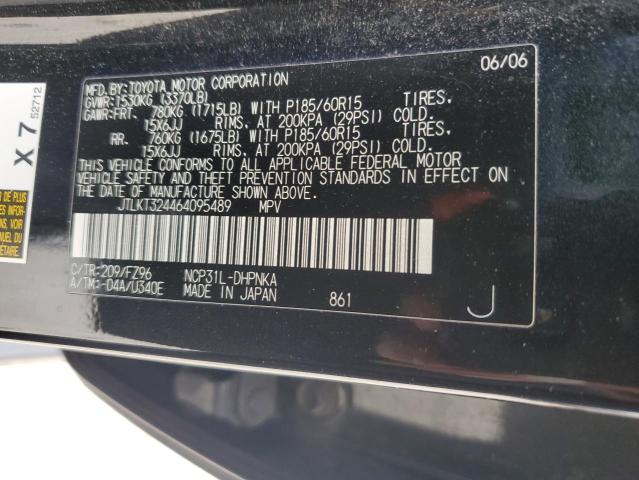 MFD.BY:TOYOTA MOTOR CORPORATION 06/06
GVWR:1530KG (3370LB)
GAWR:FRT. 780KG (1715LB) WITH P185/60R15 TIRES,
15X6JJ RIMS, AT 200KPA (29PSI) COLD.
RR. 760KG (1675LB) WITH P185/60R15 TIRES,
15X6JJ RIMS, AT 200KPA (29PSI) COLD.
THIS VEHICLE CONFORMS TO ALL APPLICABLE FEDERAL MOTOR
VEHICLE SAFETY AND THEFT PREVENTION STANDARDS IN EFFECT ON
THE DATE OF MANUFACTURE SHOWN ABOVE.
JTLKT324464095489 MPV
C/TR:209/FZ96 NCP31L-DHPNKA
A/TM:-04A/U340E MADE IN JAPAN 861 J
X 7
52712
DE PLUS